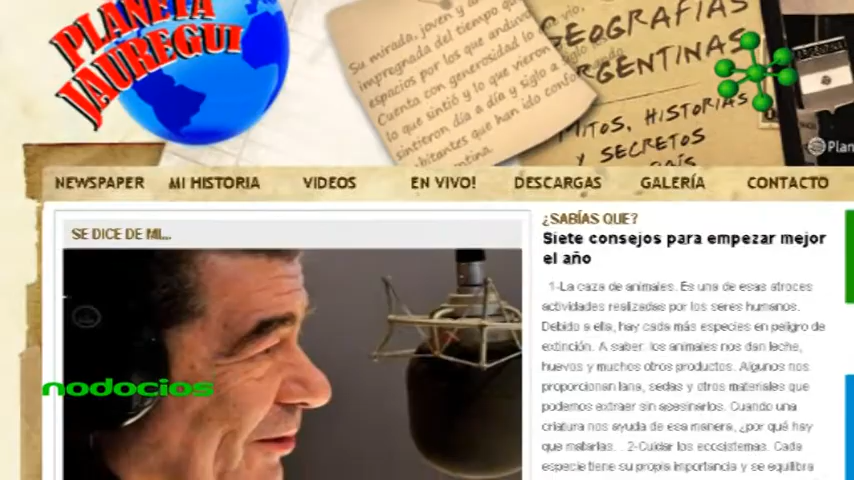 PLANETA
JAUREGUI
Su mirada, joven y
impregnada del tiempo que
espacios por los que anduvo
Cuenta con generosidad lo
lo que sintió y lo que vieron
sintieron día a día y siglo a siglo los
habitantes que han ido conformando
GEOGRAFÍAS
ARGENTINAS
MITOS, HISTORIAS
Y SECRETOS
NEWSPAPER MI HISTORIA VIDEOS EN VIVO! DESCARGAS GALERÍA CONTACTO
SE DICE DE MI...
nodocios
¿SABÍAS QUE?
Siete consejos para empezar mejor
el año
1-La caza de animales. Es una de esas atroces
actividades realizadas por los seres humanos.
Debido a ella, hay cada más especies en peligro de
extinción. A saber: los animales nos dan leche,
huevos y muchos otros productos. Algunos nos
proporcionan lana, sedas y otros materiales que
podemos extraer sin asesinarlos. Cuando una
criatura nos ayuda de esa manera, ¿por qué hay
que matarlas. . 2-Cuidar los ecosistemas. Cada
especie tiene su propia importancia y se equilibra